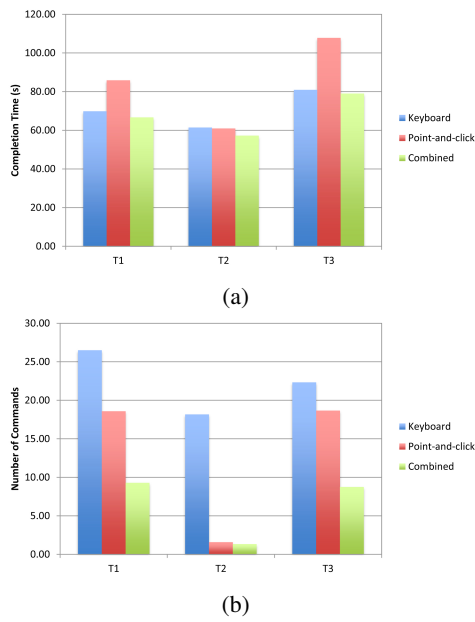 120.00
100.00
80.00
60.00
40.00
20.00
0.00
Completion Time (s)
T1 T2 T3
Keyboard
Point-and-click
Combined
(a)
30.00
25.00
20.00
15.00
10.00
5.00
0.00
Number of Commands
T1 T2 T3
Keyboard
Point-and-click
Combined
(b)